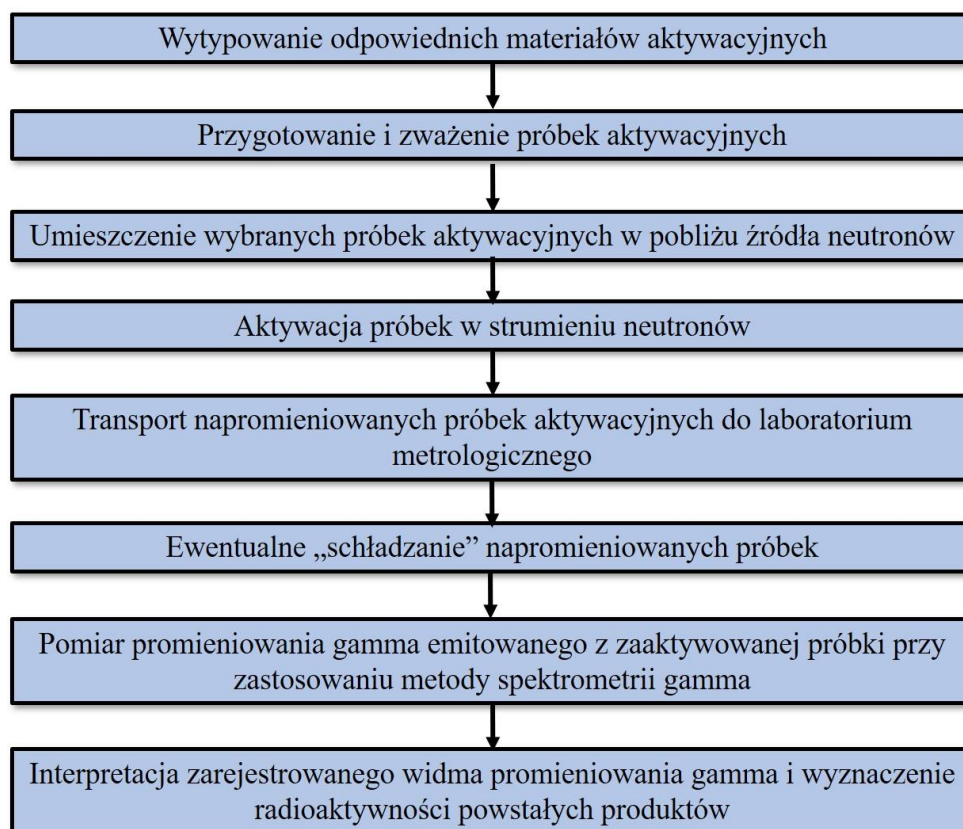 Wytypowanie odpowiednich materiałów aktywacyjnych
Przygotowanie i zważenie próbek aktywacyjnych
Umieszczenie wybranych próbek aktywacyjnych w pobliżu źródła neutronów
Aktywacja próbek w strumieniu neutronów
Transport napromieniowanych próbek aktywacyjnych do laboratorium
metrologicznego
Ewentualne „schładzanie” napromieniowanych próbek
Pomiar promieniowania gamma emitowanego z zaaktywowanej próbki przy
zastosowaniu metody spektrometrii gamma
Interpretacja zarejestrowanego widma promieniowania gamma i wyznaczenie
radioaktywności powstałych produktów